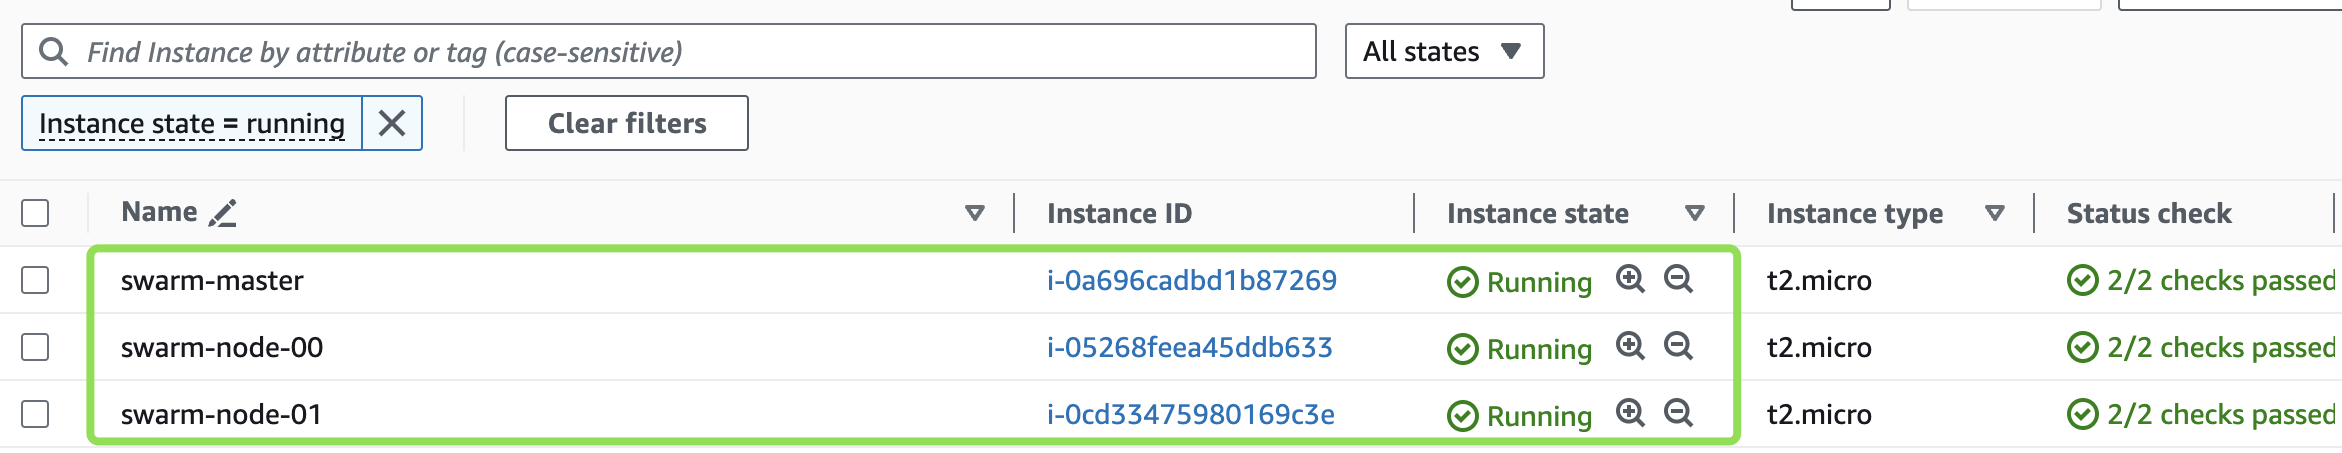 Find Instance by attribute or tag (case-sensitive) All states
Instance state = running Clear filters
Name Instance ID Instance state Instance type Status check
swarm-master i-0a696cadbd1b87269 Running t2.micro 2/2 checks passed
swarm-node-00 i-05268feea45ddb633 Running t2.micro 2/2 checks passed
swarm-node-01 i-0cd33475980169c3e Running t2.micro 2/2 checks passed